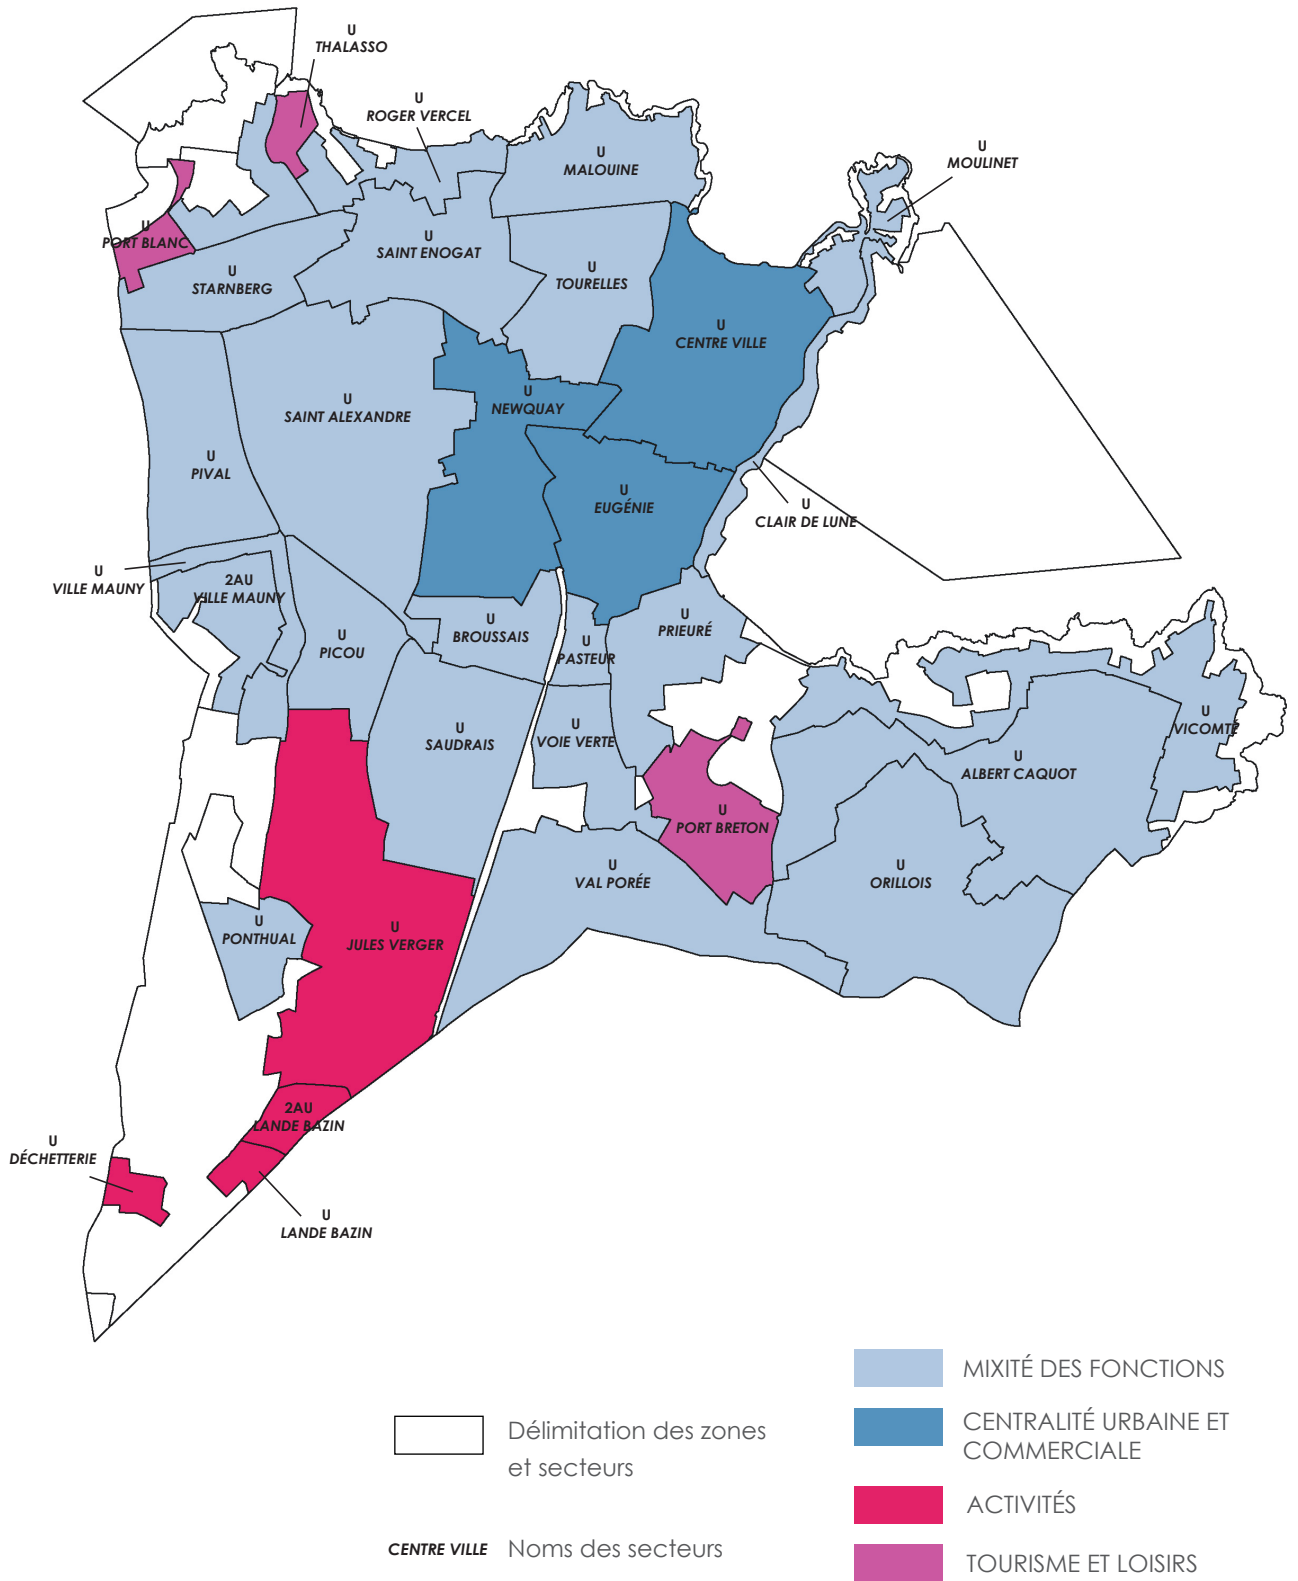 U
THALASSO
U
ROGER VERCEL
U
MALOUINE
U
MOULINET
U
PORT BLANC
U
STARNBERG
U
SAINT ENOGAT
U
TOURELLES
U
CENTRE VILLE
U
SAINT ALEXANDRE
U
NEWQUAY
U
PIVAL
U
EUGÉNIE
U
CLAIR DE LUNE
U
VILLE MAUNY
2AU
VILLE MAUNY
U
PICOU
U
BROUSSAIS
U
PASTEUR
U
PRIEURÉ
U
SAUDRAIS
U
VOIE VERTE
U
VICOMTÉ
U
ALBERT CAQUOT
U
PORT BRETON
U
VAL PORÉE
U
ORILLOIS
U
PONTHUAL
U
JULES VERGER
2AU
LANDE BAZIN
U
DÉCHETTERIE
U
LANDE BAZIN
Délimitation des zones
et secteurs
CENTRE VILLE Noms des secteurs
MIXITÉ DES FONCTIONS
CENTRALITÉ URBAINE ET
COMMERCIALE
ACTIVITÉS
TOURISME ET LOISIRS